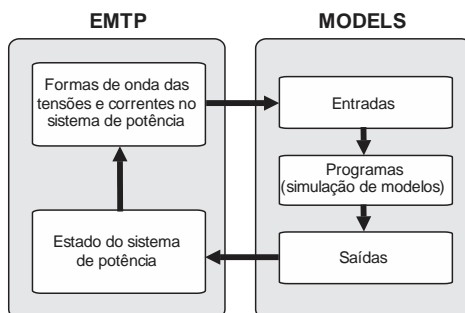 EMTP
MODELS
Formas de onda das
tensões e correntes no
sistema de potência
Entradas
Programas
(simulação de modelos)
Estado do sistema
de potência
Saídas